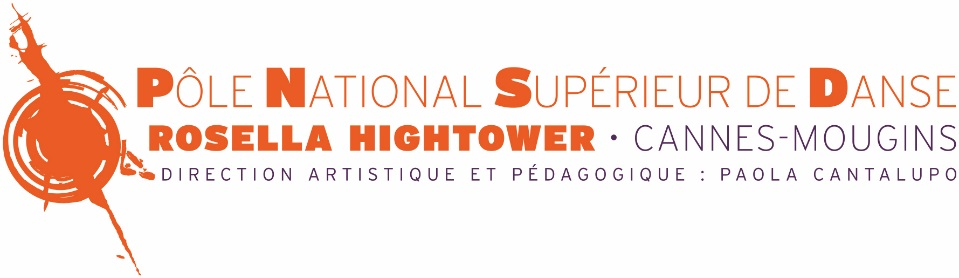 PÔLE NATIONAL SUPÉRIEUR DE DANSE
ROSELLA HIGHTOWER • CANNES-MOUGINS
DIRECTION ARTISTIQUE ET PÉDAGOGIQUE : PAOLA CANTALUPO